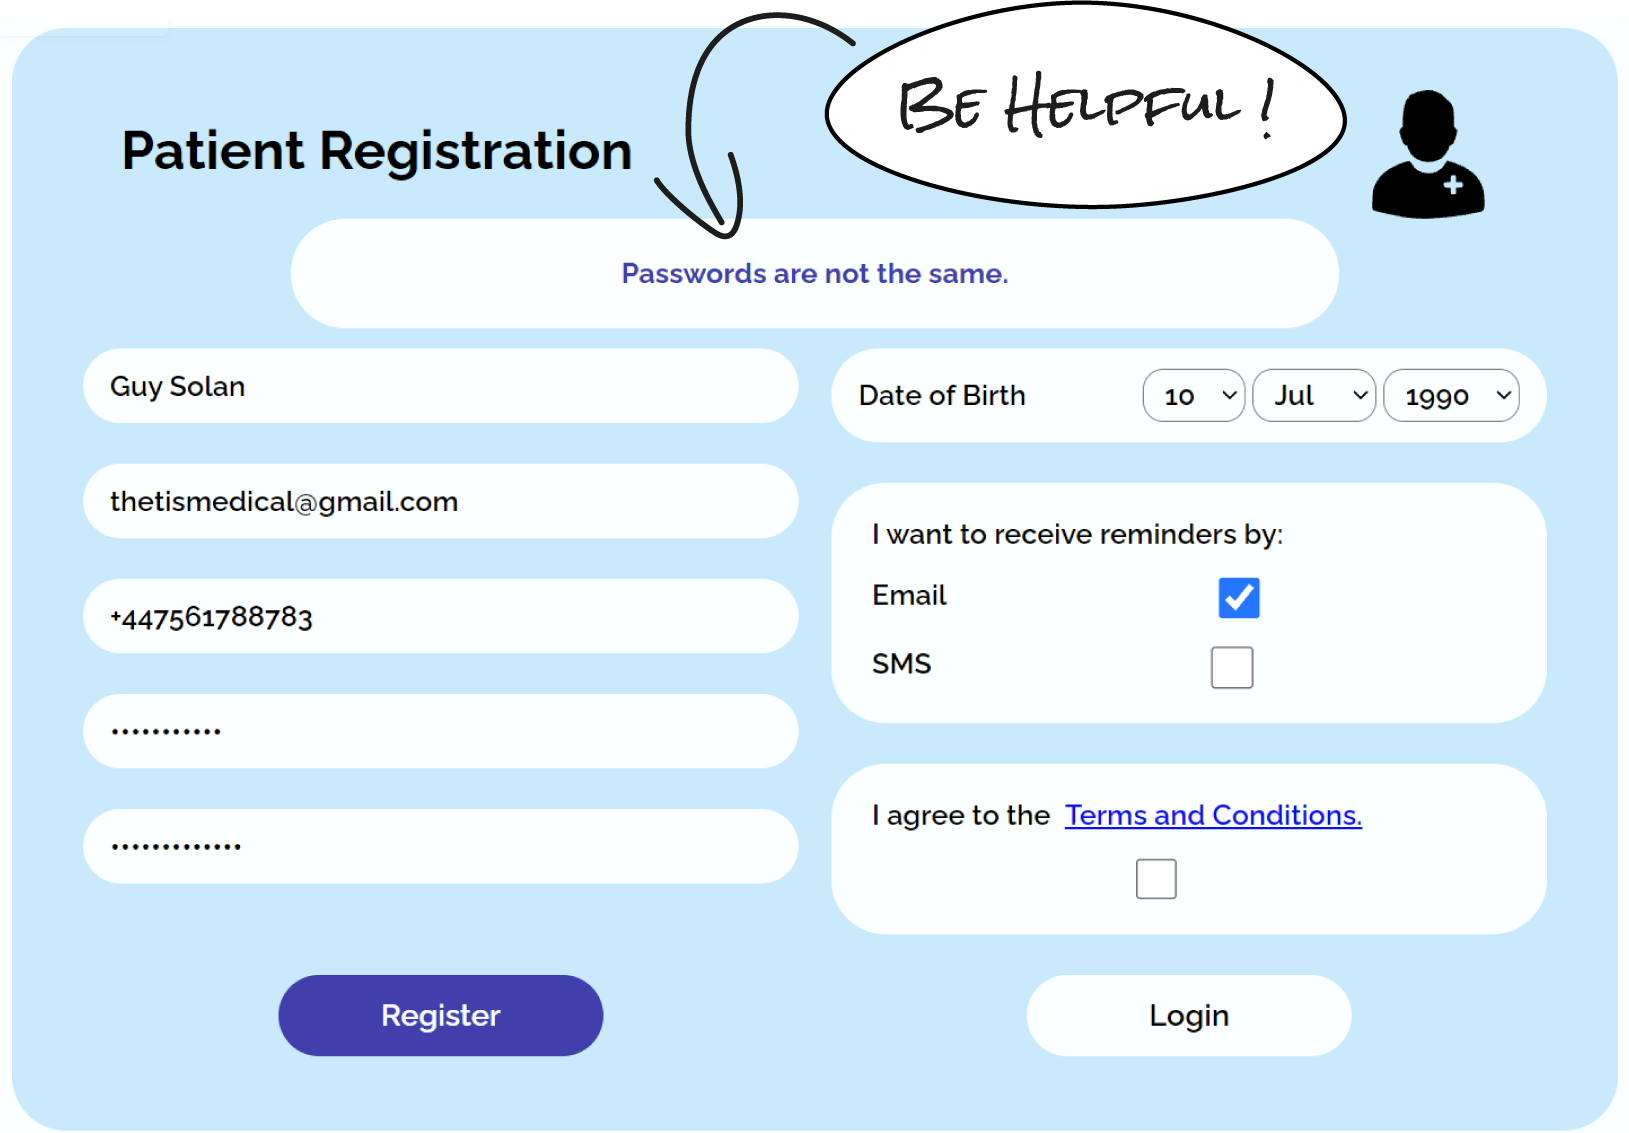 Be Helpful!
Patient Registration
Passwords are not the same.
Guy Solan
Date of Birth 10 Jul 1990
thetismedical@gmail.com
I want to receive reminders by:
Email
+447561788783
SMS
•••••••••••
I agree to the Terms and Conditions.
•••••••••••••
Register
Login